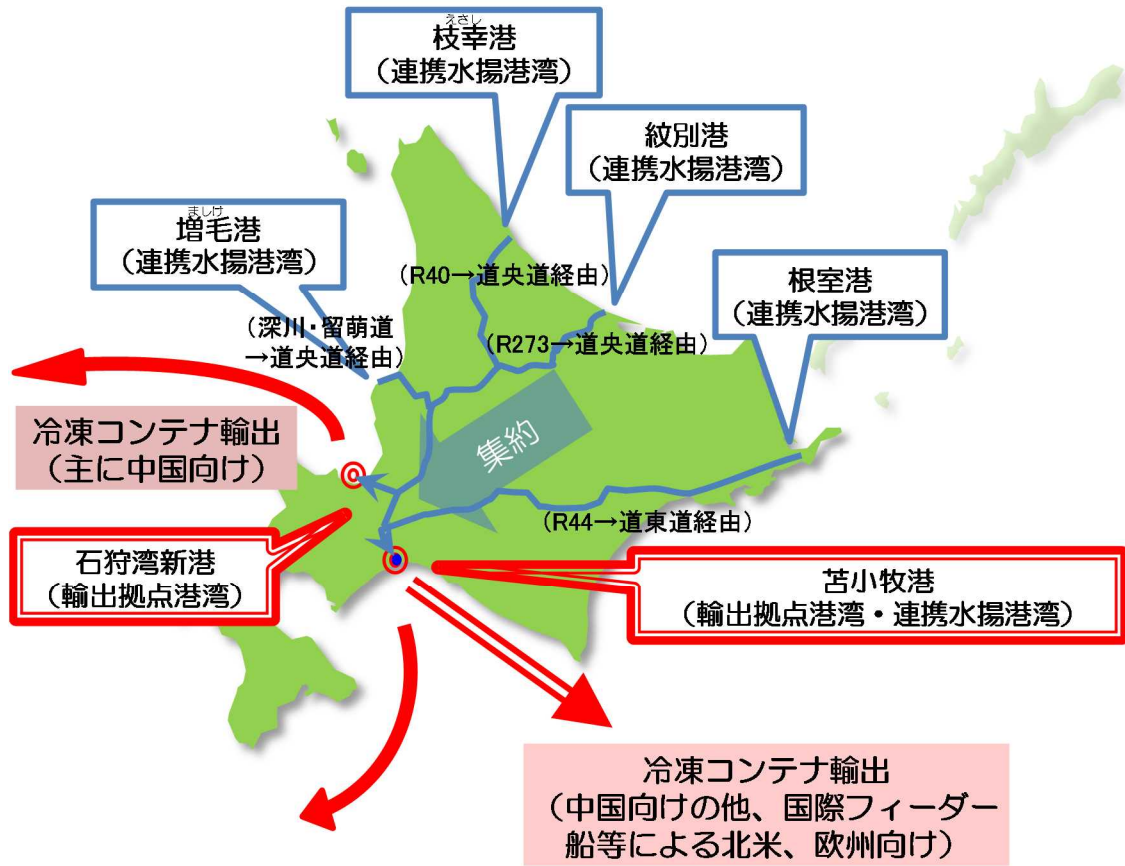 えさし
枝幸港
（連携水揚港湾）
紋別港
（連携水揚港湾）
ましけ
増毛港
（連携水揚港湾）
根室港
（連携水揚港湾）
（R40→道央道経由）
（深川・留萌道
→道央道経由）
（R273→道央道経由）
冷凍コンテナ輸出
（主に中国向け）
集約
（R44→道東道経由）
石狩湾新港
（輸出拠点港湾）
苫小牧港
（輸出拠点港湾・連携水揚港湾）
冷凍コンテナ輸出
（中国向けの他、国際フィーダー
船等による北米、欧州向け）